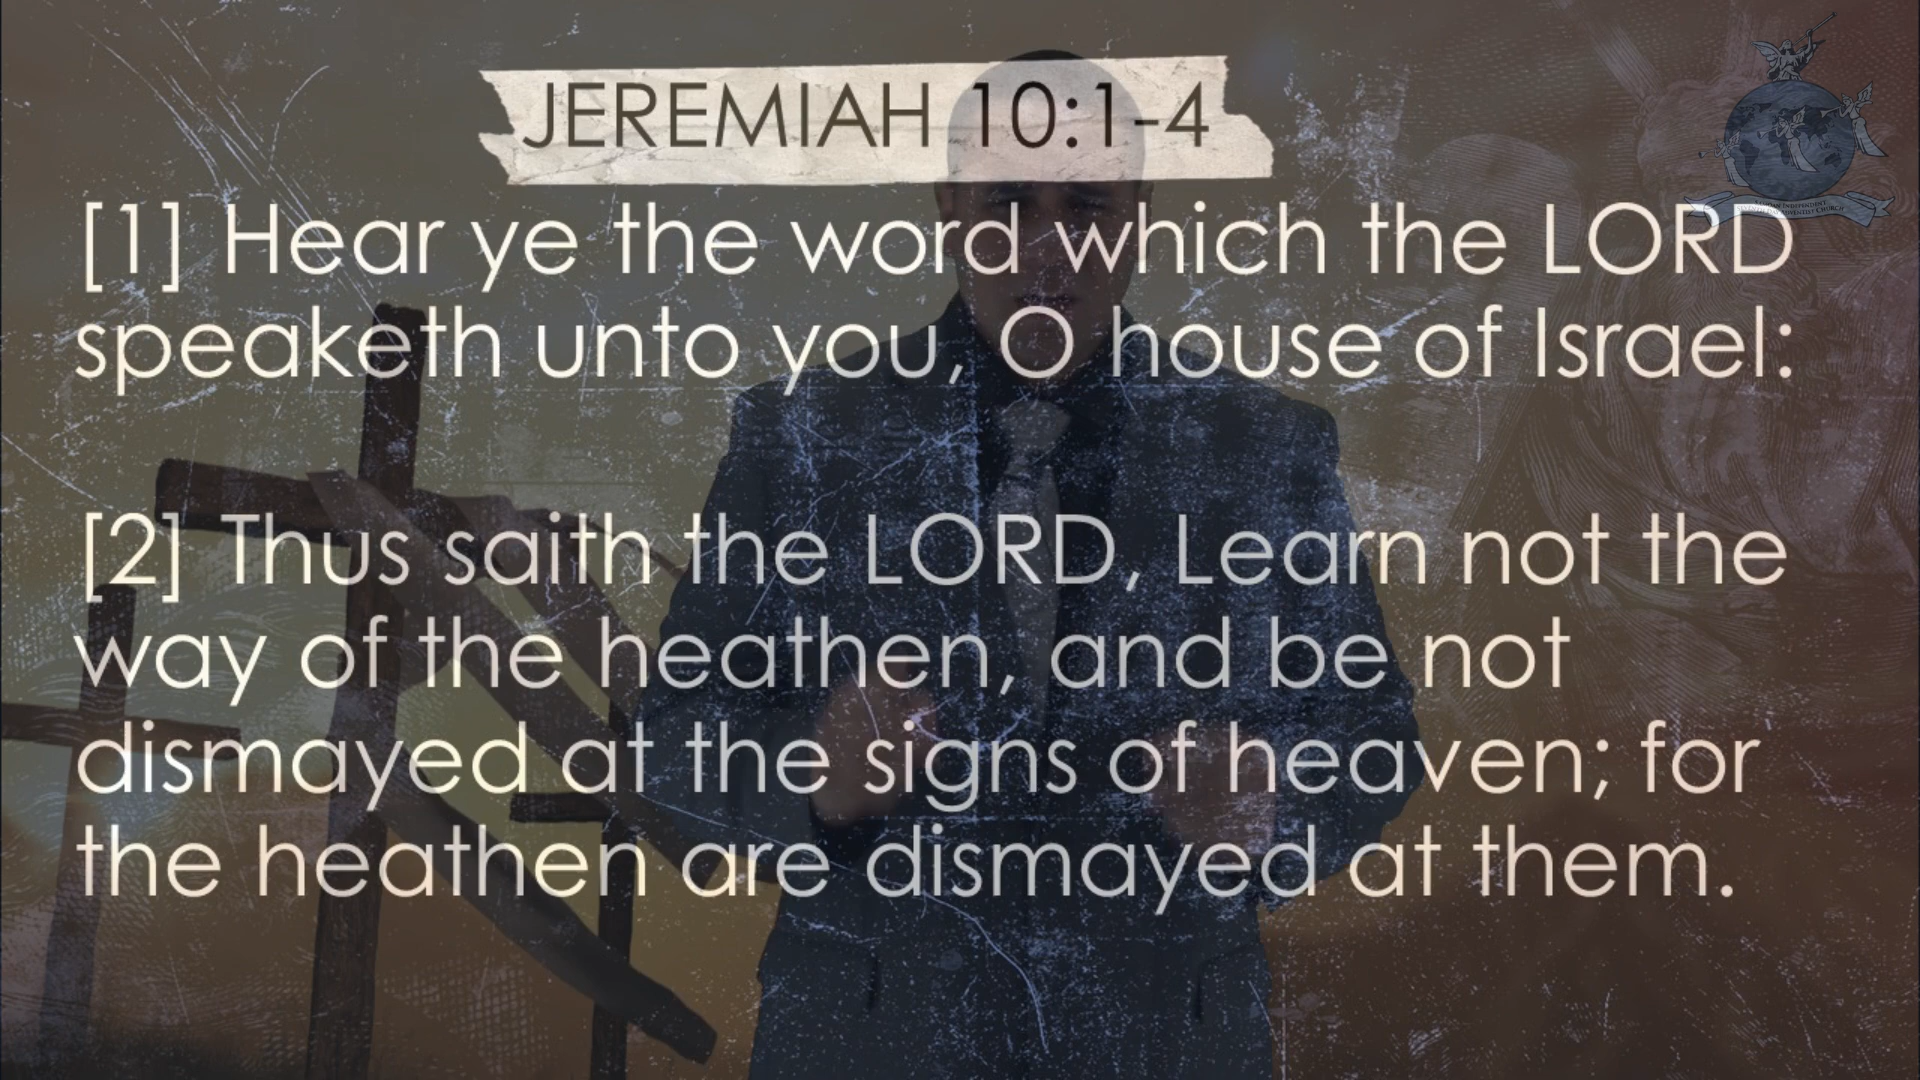 JEREMIAH 10:1-4
[1] Hear ye the word which the LORD
speaketh unto you, O house of Israel:
[2] Thus saith the LORD, Learn not the
way of the heathen, and be not
dismayed at the signs of heaven; for
the heathen are dismayed at them.